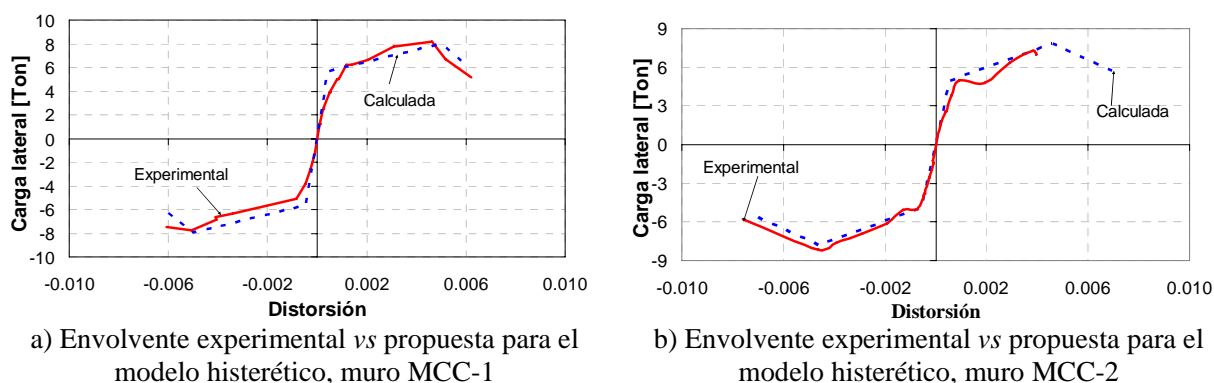 10
8
6
4
2
0
-2
-4
-6
-8
-10
Carga lateral [Ton]
Calculada
Experimental
-0.010 -0.006 -0.002 0.002 0.006 0.010
Distorsión
a) Envolvente experimental vs propuesta para el
modelo histerético, muro MCC-1
9
6
3
0
-3
-6
-9
Carga lateral [Ton]
Calculada
Experimental
-0.010 -0.006 -0.002 0.002 0.006 0.010
Distorsión
b) Envolvente experimental vs propuesta para el
modelo histerético, muro MCC-2